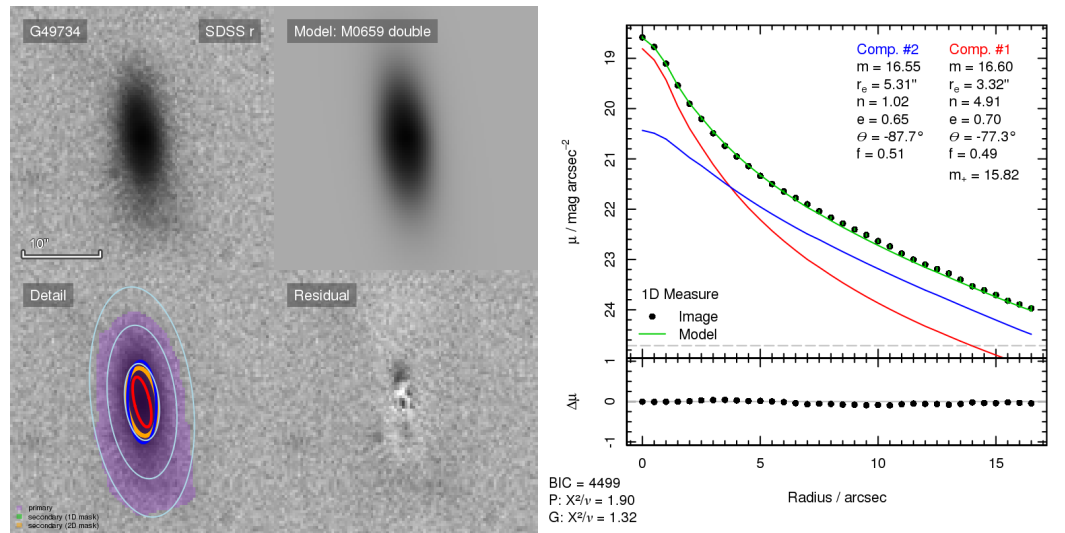 G49734
SDSS r
Model: M0659 double
10"
Detail
Residual
primary
secondary (1D mask)
secondary (2D mask)
Comp. #2
m = 16.55
re = 5.31"
n = 1.02
e = 0.65
Θ = -87.7°
f = 0.51
Comp. #1
m = 16.60
re = 3.32"
n = 4.91
e = 0.70
Θ = -77.3°
f = 0.49
m+ = 15.82
μ / mag arcsec−2
19
20
21
22
23
24
1D Measure
Image
Model
Δμ
1
0
-1
0
5
10
15
Radius / arcsec
BIC = 4499
P: X²/ν = 1.90
G: X²/ν = 1.32